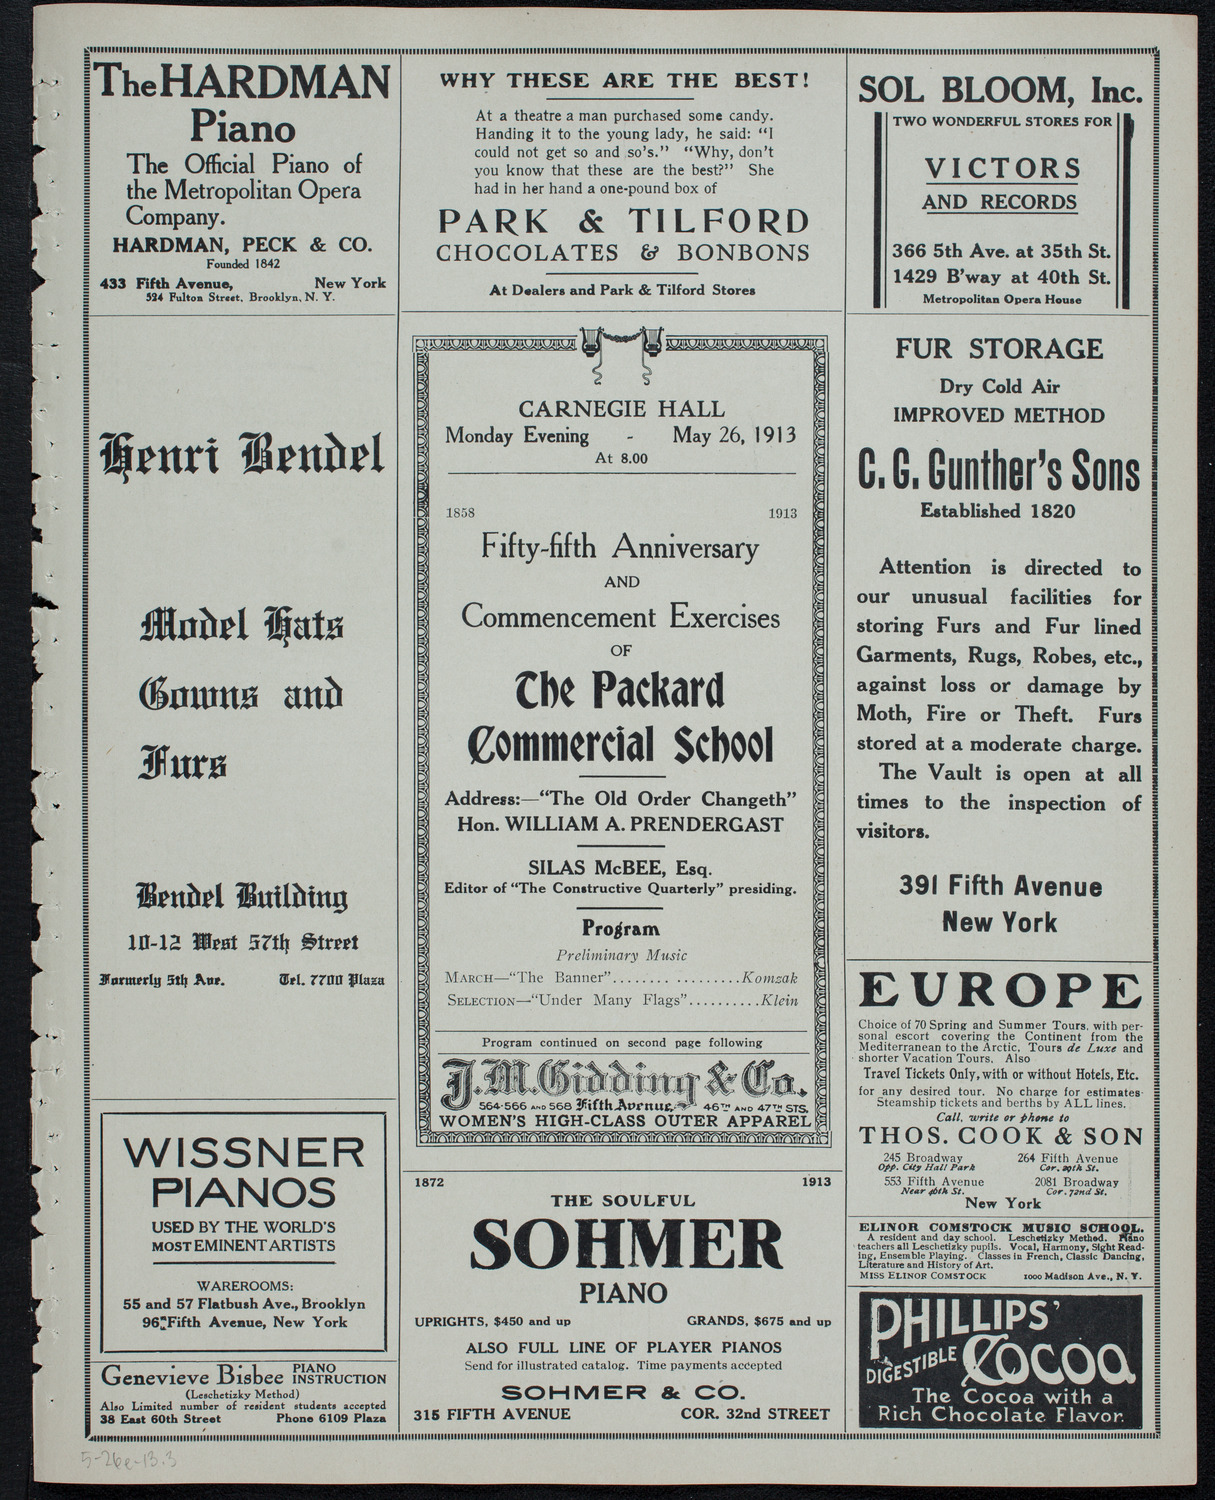 The HARDMAN
Piano
The Official Piano of
the Metropolitan Opera
Company.
HARDMAN, PECK & CO.
Founded 1842
433 Fifth Avenue, New York
524 Fulton Street, Brooklyn, N. Y.
Henri Bendel
Model Hats
Gowns and
Furs
Bendel Building
10-12 West 57th Street
Formerly 5th Ave. Tel. 7700 Plaza
WISSNER
PIANOS
USED BY THE WORLD'S
MOST EMINENT ARTISTS
WAREROOMS:
55 and 57 Flatbush Ave., Brooklyn
96 Fifth Avenue, New York
Genevieve Bisbee PIANO INSTRUCTION
(Leschetizky Method)
Also Limited number of resident students accepted
38 East 60th Street Phone 6109 Plaza
WHY THESE ARE THE BEST!
At a theatre a man purchased some candy.
Handing it to the young lady, he said: "I
could not get so and so's." "Why, don't
you know that these are the best?" She
had in her hand a one-pound box of
PARK & TILFORD
CHOCOLATES & BONBONS
At Dealers and Park & Tilford Stores
CARNEGIE HALL
Monday Evening - May 26, 1913
At 8.00
1858 1913
Fifty-fifth Anniversary
AND
Commencement Exercises
OF
The Packard
Commercial School
Address:—"The Old Order Changeth"
Hon. WILLIAM A. PRENDERGAST
SILAS McBEE, Esq.
Editor of "The Constructive Quarterly" presiding.
Program
Preliminary Music
MARCH—"The Banner"........ .........Komzak
SELECTION—"Under Many Flags"..........Klein
Program continued on second page following
J. M. Gidding & Co.
564-566 AND 568 Fifth Avenue, 46TH AND 47TH STS.
WOMEN'S HIGH-CLASS OUTER APPAREL
1872 1913
THE SOULFUL
SOHMER
PIANO
UPRIGHTS, $450 and up GRANDS, $675 and up
ALSO FULL LINE OF PLAYER PIANOS
Send for illustrated catalog. Time payments accepted
SOHMER & CO.
315 FIFTH AVENUE COR. 32nd STREET
SOL BLOOM, Inc.
TWO WONDERFUL STORES FOR
VICTORS
AND RECORDS
366 5th Ave. at 35th St.
1429 B'way at 40th St.
Metropolitan Opera House
FUR STORAGE
Dry Cold Air
IMPROVED METHOD
C. G. Gunther's Sons
Established 1820
Attention is directed to
our unusual facilities for
storing Furs and Fur lined
Garments, Rugs, Robes, etc.,
against loss or damage by
Moth, Fire or Theft. Furs
stored at a moderate charge.
The Vault is open at all
times to the inspection of
visitors.
391 Fifth Avenue
New York
EUROPE
Choice of 70 Spring and Summer Tours, with per-
sonal escort covering the Continent from the
Mediterranean to the Arctic, Tours de Luxe and
shorter Vacation Tours. Also
Travel Tickets Only, with or without Hotels, Etc.
for any desired tour. No charge for estimates
Steamship tickets and berths by ALL lines.
Call, write or phone to
THOS. COOK & SON
245 Broadway 264 Fifth Avenue
Opp. City Hall Park Cor. 29th St.
553 Fifth Avenue 2081 Broadway
Near 46th St. Cor. 72nd St.
New York
ELINOR COMSTOCK MUSIC SCHOOL.
A resident and day school. Leschetizky Method. Piano
teachers all Leschetizky pupils. Vocal, Harmony, Sight Read-
ing, Ensemble Playing. Classes in French, Classic Dancing,
Literature and History of Art.
MISS ELINOR COMSTOCK 1000 Madison Ave., N. Y.
PHILLIPS'
DIGESTIBLE COCOA
The Cocoa with a
Rich Chocolate Flavor.
5-26e-13.3